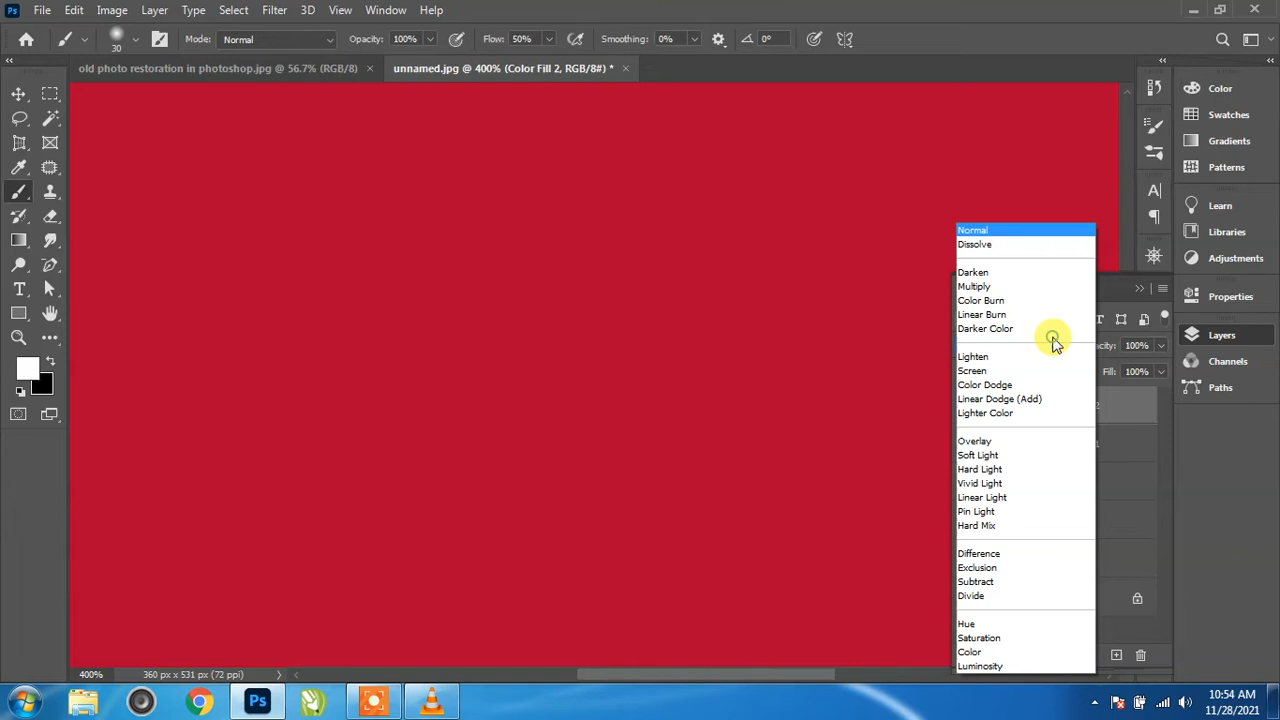 Ps File Edit Image Layer Type Select Filter 3D View Window Help
30 Mode: Normal Opacity: 100% Flow: 50% Smoothing: 0% 0°
old photo restoration in photoshop.jpg @ 56.7% (RGB/8) × unnamed.jpg @ 400% (Color Fill 2, RGB/8#) * ×
Color
Swatches
Gradients
Patterns
Learn
Libraries
Adjustments
Properties
Layers
Channels
Paths
Normal
Dissolve
Darken
Multiply
Color Burn
Linear Burn
Darker Color
Lighten
Screen
Color Dodge
Linear Dodge (Add)
Lighter Color
Overlay
Soft Light
Hard Light
Vivid Light
Linear Light
Pin Light
Hard Mix
Difference
Exclusion
Subtract
Divide
Hue
Saturation
Color
Luminosity
100%
Fill: 100%
400% 360 px x 531 px (72 ppi)
Ps
10:54 AM
11/28/2021